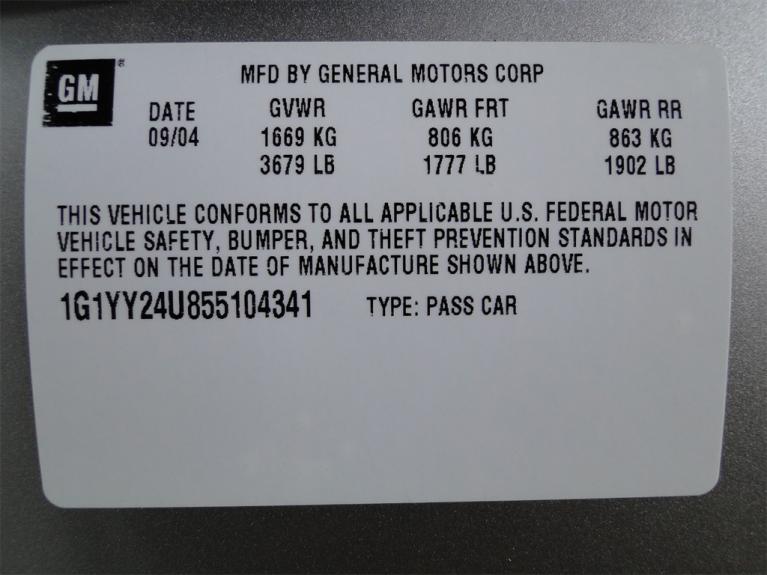 GM ®
MFD BY GENERAL MOTORS CORP
DATE GVWR GAWR FRT GAWR RR
09/04 1669 KG 806 KG 863 KG
3679 LB 1777 LB 1902 LB
THIS VEHICLE CONFORMS TO ALL APPLICABLE U.S. FEDERAL MOTOR
VEHICLE SAFETY, BUMPER, AND THEFT PREVENTION STANDARDS IN
EFFECT ON THE DATE OF MANUFACTURE SHOWN ABOVE.
1G1YY24U855104341 TYPE: PASS CAR